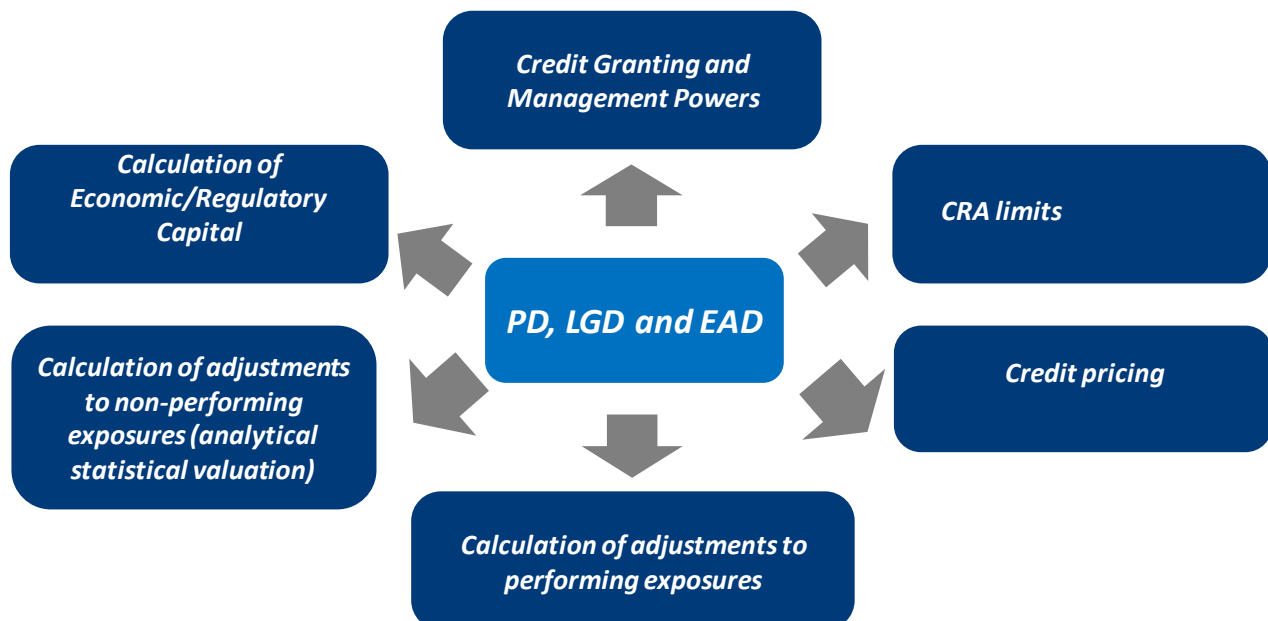 Credit Granting and
Management Powers
Calculation of
Economic/Regulatory
Capital
CRA limits
PD, LGD and EAD
Calculation of adjustments
to non-performing
exposures (analytical
statistical valuation)
Credit pricing
Calculation of adjustments to
performing exposures